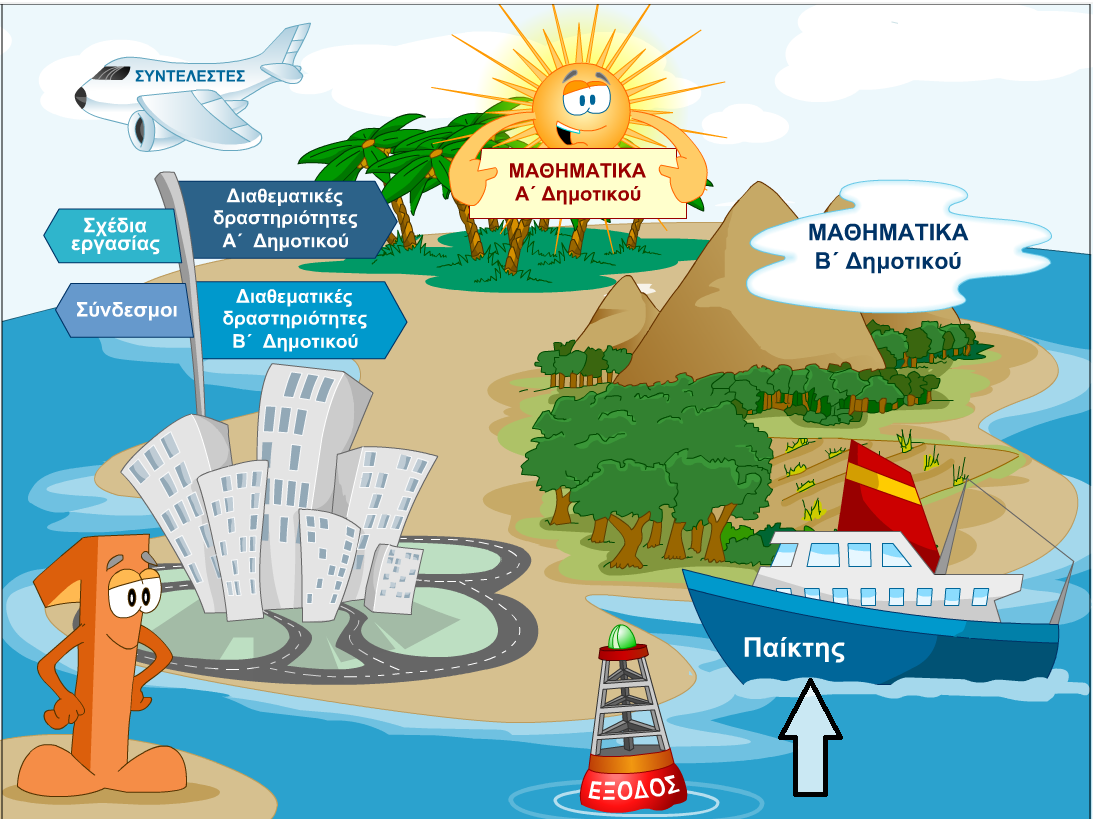 ΣΥΝΤΕΛΕΣΤΕΣ
ΜΑΘΗΜΑΤΙΚΑ
Α΄ Δημοτικού
Σχέδια
εργασίας
Διαθεματικές
δραστηριότητες
Α΄ Δημοτικού
ΜΑΘΗΜΑΤΙΚΑ
Β΄ Δημοτικού
Σύνδεσμοι
Διαθεματικές
δραστηριότητες
Β΄ Δημοτικού
Παίκτης
ΕΞΟΔΟΣ